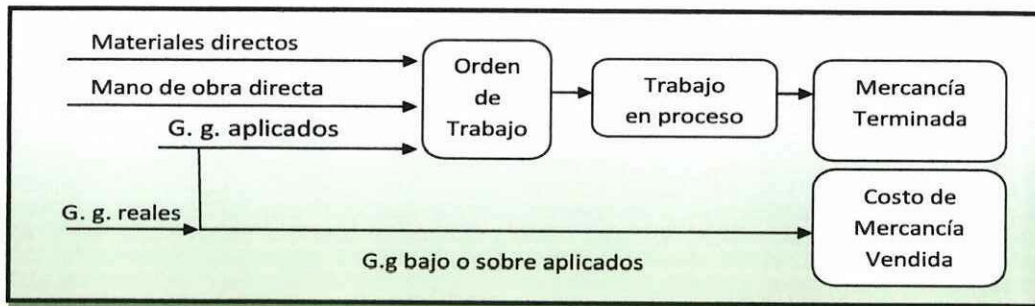 Materiales directos
Mano de obra directa
G. g. aplicados
G. g. reales
Orden
de
Trabajo
Trabajo
en proceso
Mercancía
Terminada
Costo de
Mercancía
Vendida
G.g bajo o sobre aplicados